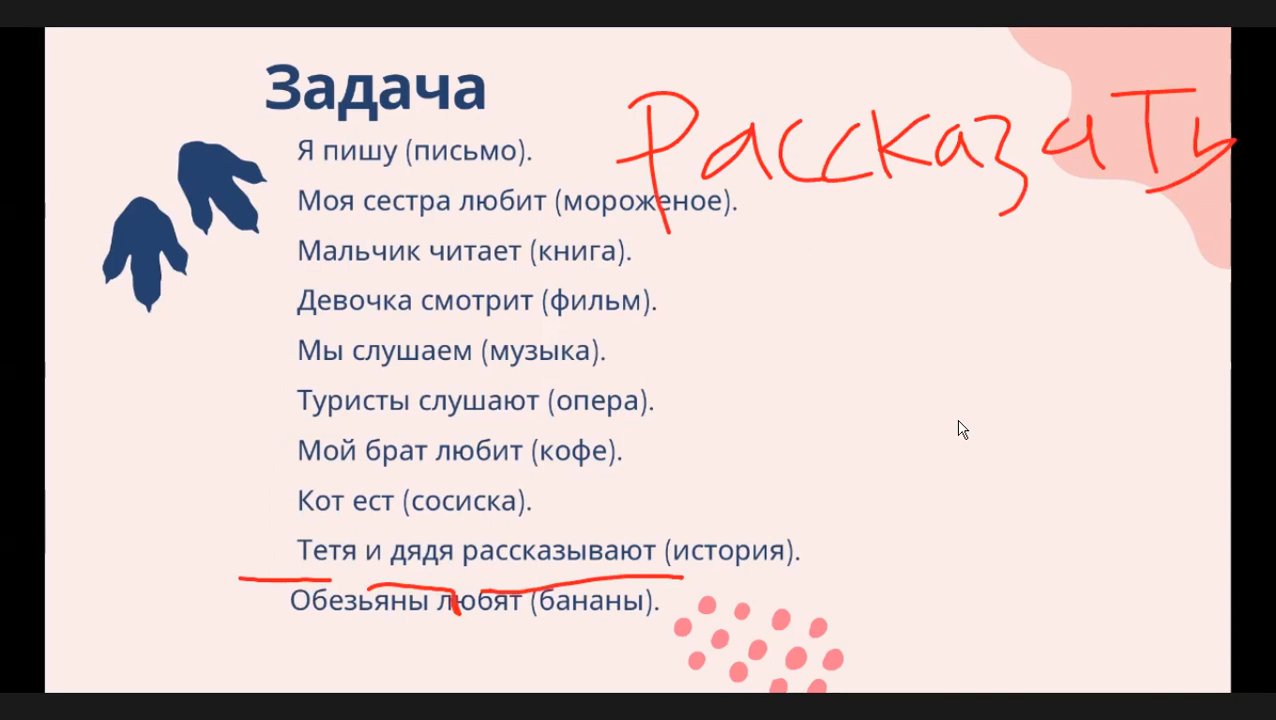 Задача
Рассказать
Я пишу (письмо).
Моя сестра любит (мороженое).
Мальчик читает (книга).
Девочка смотрит (фильм).
Мы слушаем (музыка).
Туристы слушают (опера).
Мой брат любит (кофе).
Кот ест (сосиска).
Тетя и дядя рассказывают (история).
Обезьяны любят (бананы).